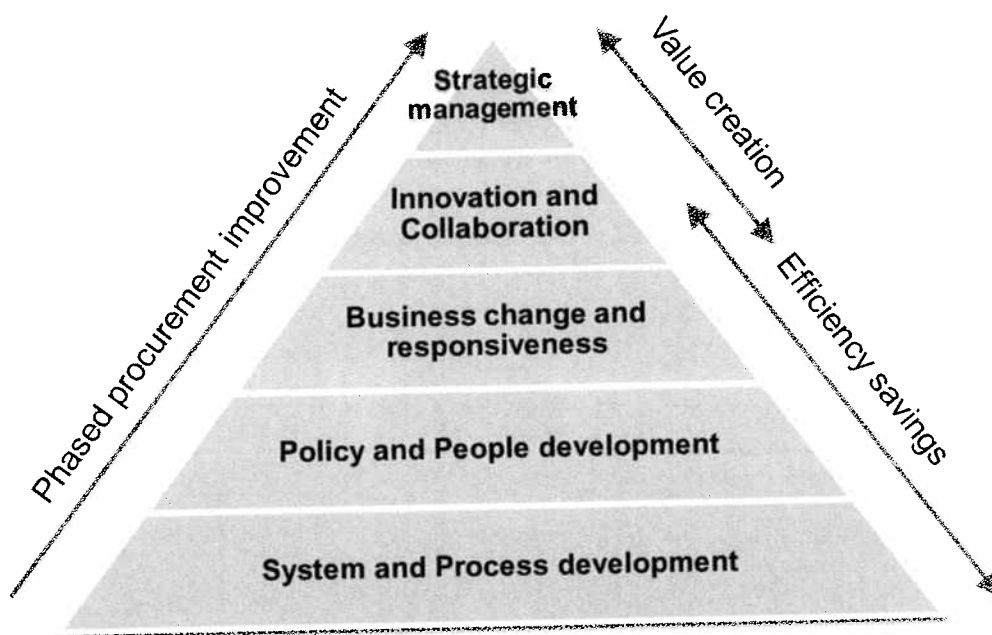 Strategic
management
Innovation and
Collaboration
Business change and
responsiveness
Policy and People development
System and Process development
Phased procurement improvement
Value creation
Efficiency savings